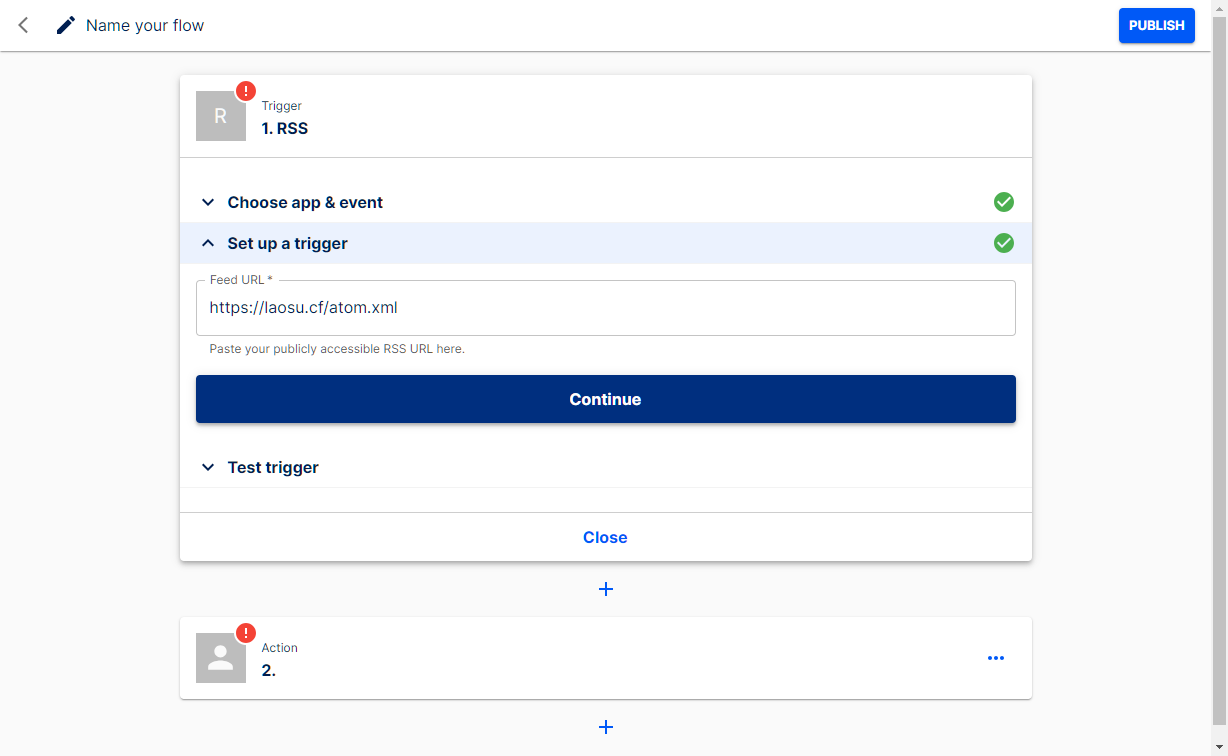 Name your flow
PUBLISH
R
!
Trigger
1. RSS
Choose app & event
Set up a trigger
Feed URL *
https://laosu.cf/atom.xml
Paste your publicly accessible RSS URL here.
Continue
Test trigger
Close
+
!
Action
2.
+